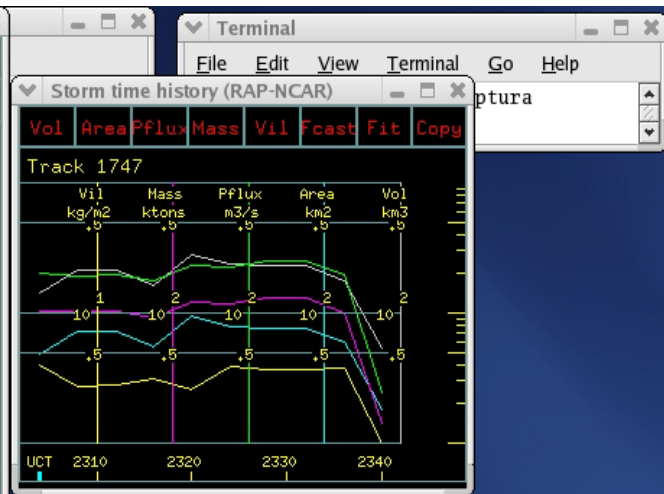 Terminal
File Edit View Terminal Go Help
ptura
Storm time history (RAP-NCAR)
Vol Area Pflux Mass Vil Fcast Fit Copy
Track 1747
Vil Mass Pflux Area Vol
kg/m2 ktons m3/s km2 km3
.5 .5 .5 .5 .5
1 2 2 2 2
10 10 10 10 10
.5 .5 .5 .5
UCT 2310 2320 2330 2340